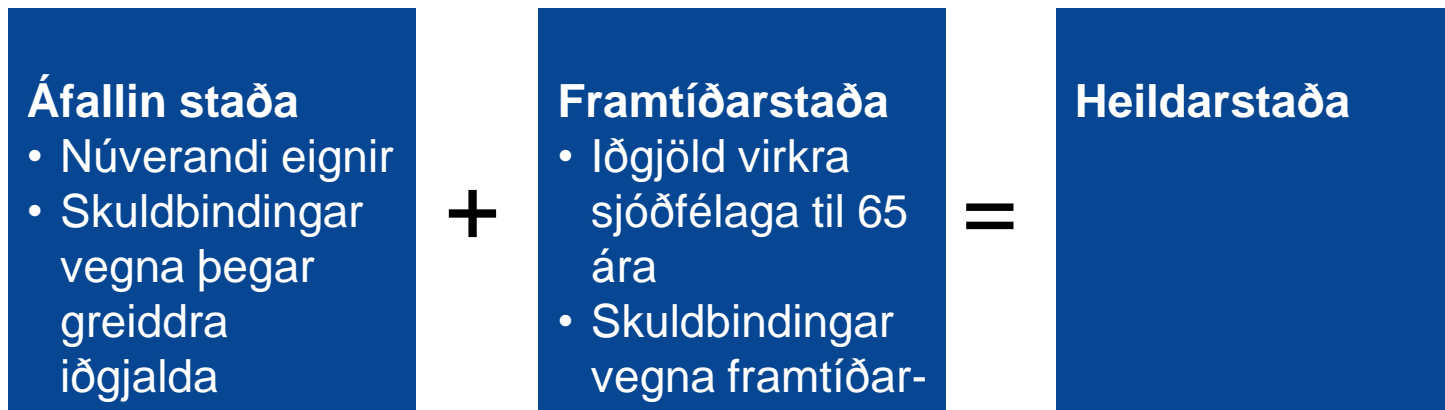 Áfallin staða
• Núverandi eignir
• Skuldbindingar
vegna þegar
greiddra
iðgjalda
+
Framtíðarstaða
• Iðgjöld virkra
sjóðfélaga til 65
ára
• Skuldbindingar
vegna framtíðar-
=
Heildarstaða